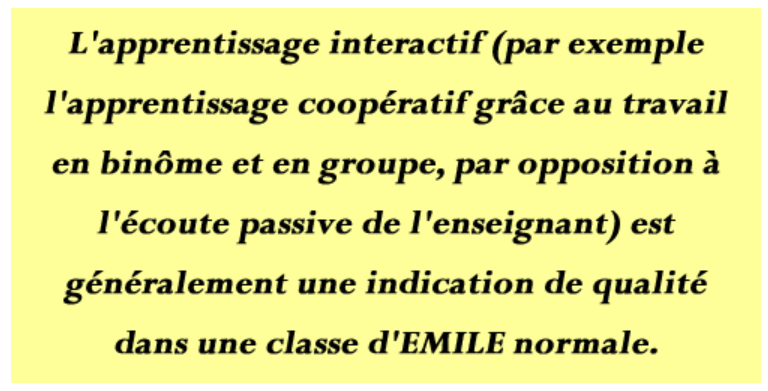 L'apprentissage interactif (par exemple
l'apprentissage coopératif grâce au travail
en binôme et en groupe, par opposition à
l'écoute passive de l'enseignant) est
généralement une indication de qualité
dans une classe d'EMILE normale.